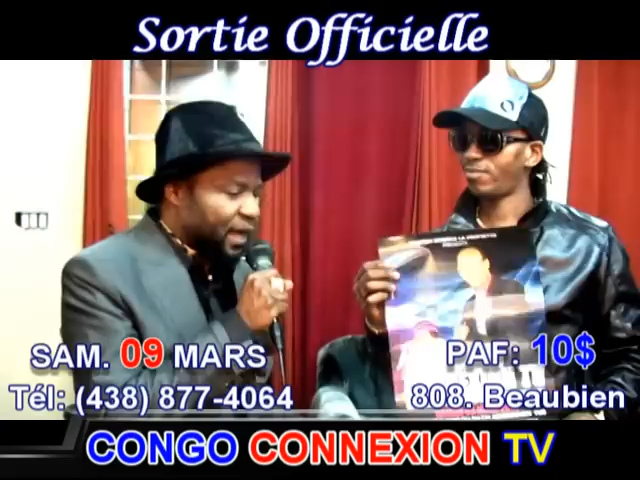 Sortie Officielle
SAM. 09 MARS
PAF: 10$
Tél: (438) 877-4064
808. Beaubien
CONGO CONNEXION TV